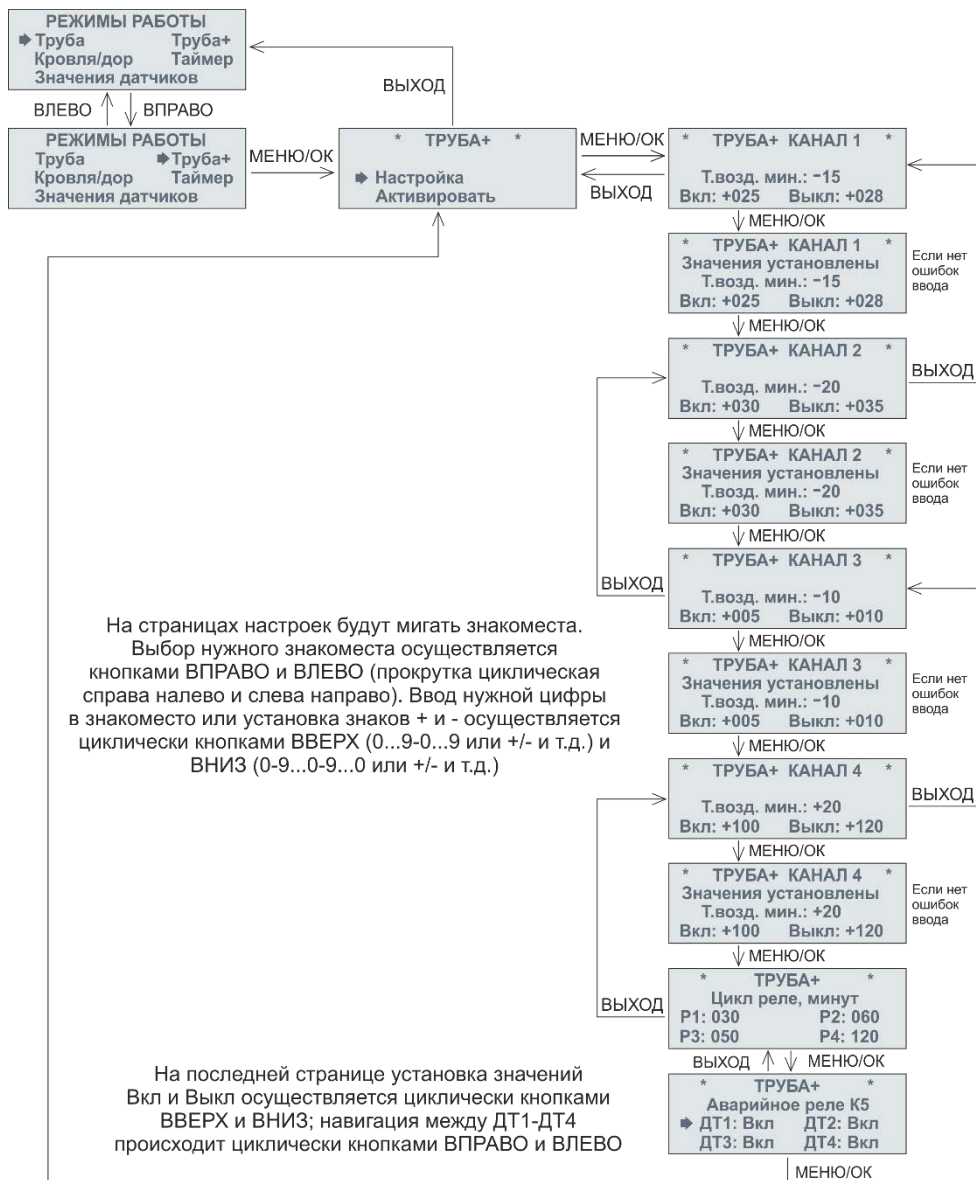 РЕЖИМЫ РАБОТЫ
Труба Труба+
Кровля/дор Таймер
Значения датчиков
ВЛЕВО ВПРАВО
ВЫХОД
РЕЖИМЫ РАБОТЫ
Труба Труба+
Кровля/дор Таймер
Значения датчиков
МЕНЮ/ОК
* ТРУБА+ *
Настройка
Активировать
МЕНЮ/ОК
ВЫХОД
* ТРУБА+ КАНАЛ 1 *
Т.возд. мин.: -15
Вкл: +025 Выкл: +028
МЕНЮ/ОК
* ТРУБА+ КАНАЛ 1 *
Значения установлены
Т.возд. мин.: -15
Вкл: +025 Выкл: +028
Если нет
ошибок
ввода
МЕНЮ/ОК
* ТРУБА+ КАНАЛ 2 *
Т.возд. мин.: -20
Вкл: +030 Выкл: +035
ВЫХОД
МЕНЮ/ОК
* ТРУБА+ КАНАЛ 2 *
Значения установлены
Т.возд. мин.: -20
Вкл: +030 Выкл: +035
Если нет
ошибок
ввода
МЕНЮ/ОК
* ТРУБА+ КАНАЛ 3 *
Т.возд. мин.: -10
Вкл: +005 Выкл: +010
ВЫХОД
МЕНЮ/ОК
* ТРУБА+ КАНАЛ 3 *
Значения установлены
Т.возд. мин.: -10
Вкл: +005 Выкл: +010
Если нет
ошибок
ввода
МЕНЮ/ОК
На страницах настроек будут мигать знакоместа.
Выбор нужного знакоместа осуществляется
кнопками ВПРАВО и ВЛЕВО (прокрутка циклическая
справа налево и слева направо). Ввод нужной цифры
в знакоместо или установка знаков + и - осуществляется
циклически кнопками ВВЕРХ (0...9-0...9 или +/- и т.д.) и
ВНИЗ (0-9...0-9...0 или +/- и т.д.)
* ТРУБА+ КАНАЛ 4 *
Т.возд. мин.: +20
Вкл: +100 Выкл: +120
ВЫХОД
МЕНЮ/ОК
* ТРУБА+ КАНАЛ 4 *
Значения установлены
Т.возд. мин.: +20
Вкл: +100 Выкл: +120
Если нет
ошибок
ввода
МЕНЮ/ОК
* ТРУБА+ *
Цикл реле, минут
Р1: 030 Р2: 060
Р3: 050 Р4: 120
ВЫХОД
ВЫХОД МЕНЮ/ОК
* ТРУБА+ *
Аварийное реле К5
ДТ1: Вкл ДТ2: Вкл
ДТ3: Вкл ДТ4: Вкл
МЕНЮ/ОК
На последней странице установка значений
Вкл и Выкл осуществляется циклически кнопками
ВВЕРХ и ВНИЗ; навигация между ДТ1-ДТ4
происходит циклически кнопками ВПРАВО и ВЛЕВО